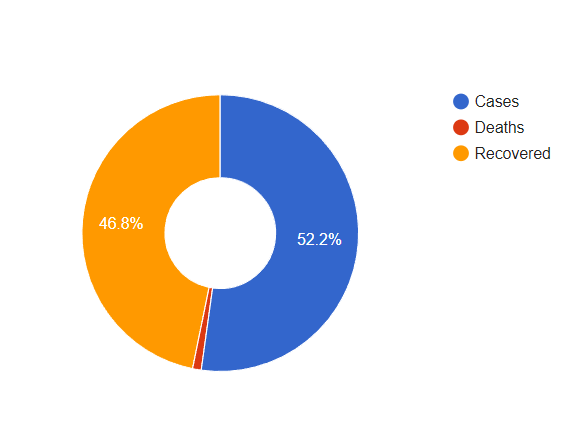 Cases
Deaths
Recovered
46.8%
52.2%